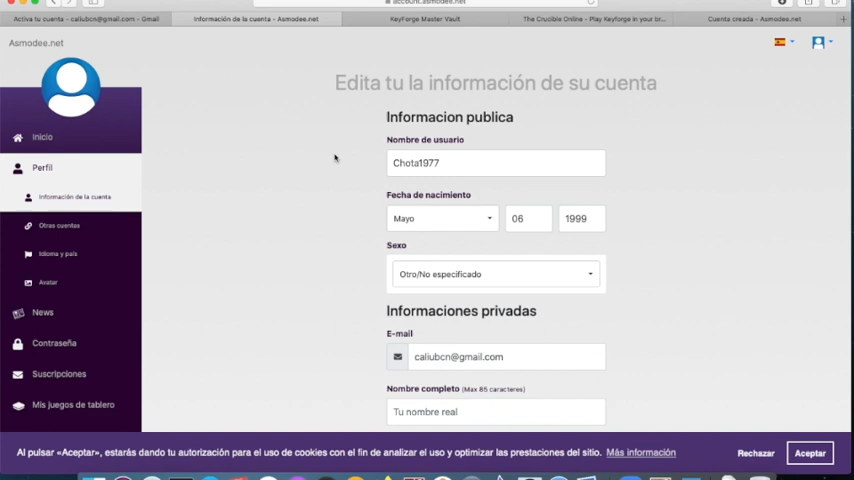 account.asmodee.net
Activa tu cuenta - caliubcn@gmail.com - Gmail
Información de la cuenta - Asmodee.net
KeyForge Master Vault
The Crucible Online - Play Keyforge in your br...
Cuenta creada - Asmodee.net
Asmodee.net
Inicio
Perfil
Información de la cuenta
Otras cuentas
Idioma y país
Avatar
News
Contraseña
Suscripciones
Mis juegos de tablero
Edita tu la información de su cuenta
Informacion publica
Nombre de usuario
Chota1977
Fecha de nacimiento
Mayo 06 1999
Sexo
Otro/No especificado
Informaciones privadas
E-mail
caliubcn@gmail.com
Nombre completo (Max 85 caracteres)
Tu nombre real
Al pulsar «Aceptar», estarás dando tu autorización para el uso de cookies con el fin de analizar el uso y optimizar las prestaciones del sitio. Más información
Rechazar
Aceptar